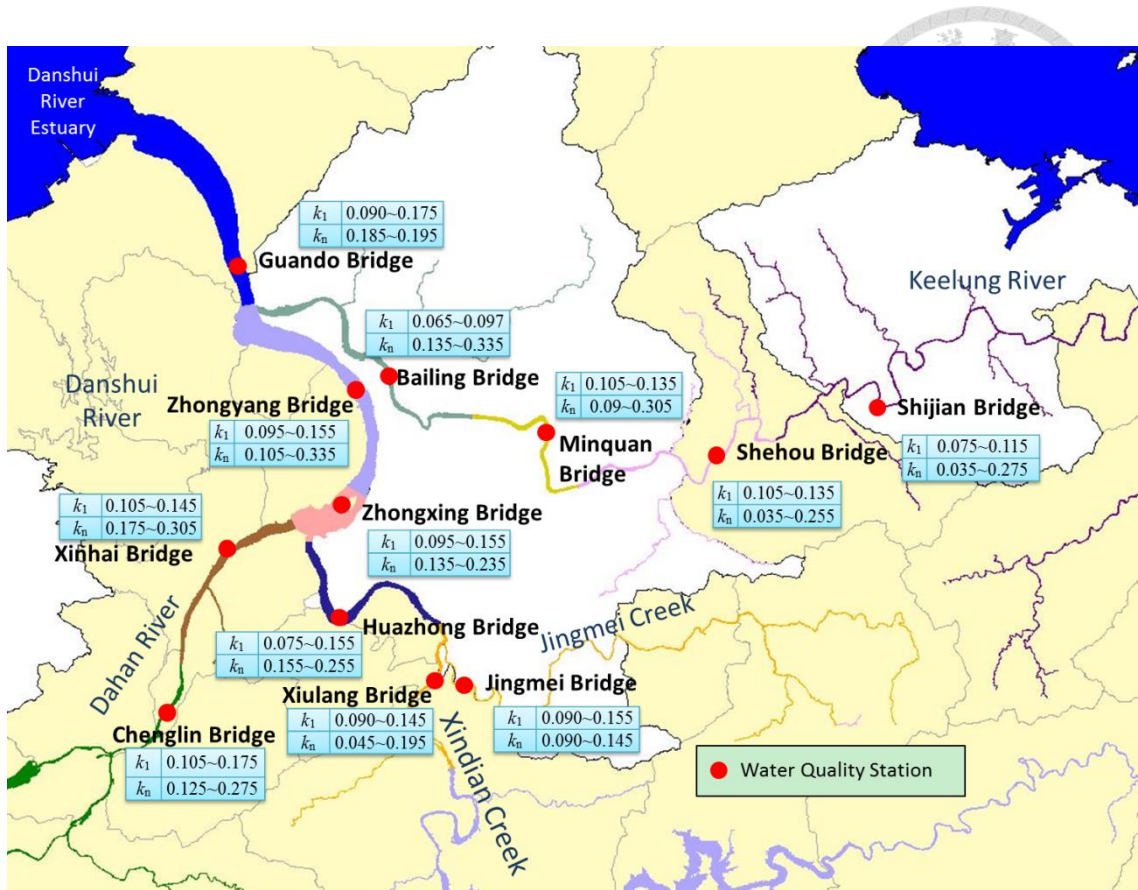 Danshui
River
Estuary
k1 0.090~0.175
kn 0.185~0.195
Guando Bridge
Keelung River
k1 0.065~0.097
kn 0.135~0.335
Bailing Bridge
Danshui
River
Zhongyang Bridge
k1 0.095~0.155
kn 0.105~0.335
k1 0.105~0.135
kn 0.09~0.305
Minquan
Bridge
Shijian Bridge
k1 0.075~0.115
kn 0.035~0.275
Shehou Bridge
k1 0.105~0.135
kn 0.035~0.255
k1 0.105~0.145
kn 0.175~0.305
Xinhai Bridge
Zhongxing Bridge
k1 0.095~0.155
kn 0.135~0.235
Dahan River
Huazhong Bridge
k1 0.075~0.155
kn 0.155~0.255
Jingmei Creek
Xiulang Bridge
k1 0.090~0.145
kn 0.045~0.195
Jingmei Bridge
k1 0.090~0.155
kn 0.090~0.145
Chenglin Bridge
k1 0.105~0.175
kn 0.125~0.275
Xindian Creek
Water Quality Station